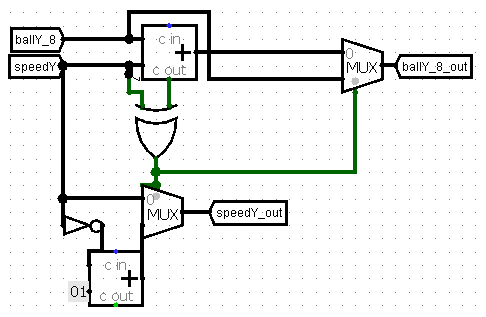 c in
ballY_8
+
0
MUX
ballY_8_out
speedY
c out
0
MUX
speedY_out
c in
+
01
c out